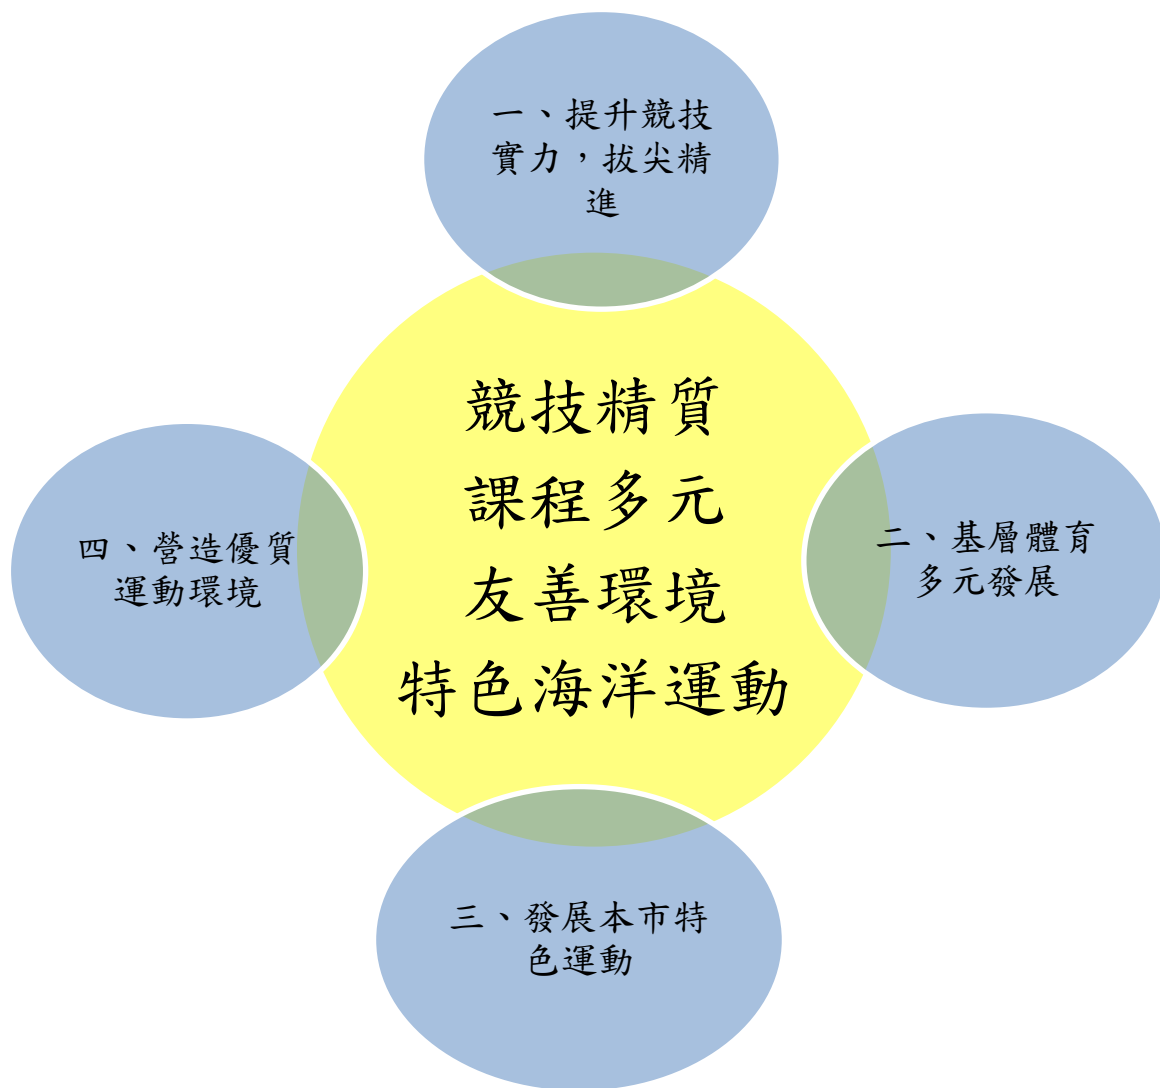 一、提升競技
實力，拔尖精
進
競技精質
課程多元
友善環境
特色海洋運動
二、基層體育
多元發展
三、發展本市特
色運動
四、營造優質
運動環境